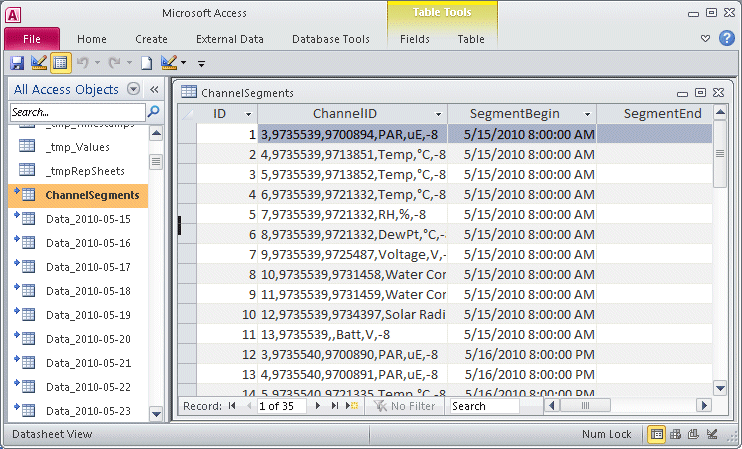 A
Microsoft Access
Table Tools
File Home Create External Data Database Tools Fields Table
All Access Objects
Search...
_tmp_Values
_tmpRepSheets
ChannelSegments
Data_2010-05-15
Data_2010-05-16
Data_2010-05-17
Data_2010-05-18
Data_2010-05-19
Data_2010-05-20
Data_2010-05-21
Data_2010-05-22
Data_2010-05-23
ChannelSegments
ID ChannelID SegmentBegin SegmentEnd
1 3,9735539,9700894,PAR,uE,-8 5/15/2010 8:00:00 AM
2 4,9735539,9713851,Temp,°C,-8 5/15/2010 8:00:00 AM
3 5,9735539,9713852,Temp,°C,-8 5/15/2010 8:00:00 AM
4 6,9735539,9721332,Temp,°C,-8 5/15/2010 8:00:00 AM
5 7,9735539,9721332,RH,%,-8 5/15/2010 8:00:00 AM
6 8,9735539,9721332,DewPt,°C,-8 5/15/2010 8:00:00 AM
7 9,9735539,9725487,Voltage,V,- 5/15/2010 8:00:00 AM
8 10,9735539,9731458,Water Cor 5/15/2010 8:00:00 AM
9 11,9735539,9731459,Water Cor 5/15/2010 8:00:00 AM
10 12,9735539,9734397,Solar Radi 5/15/2010 8:00:00 AM
11 13,9735539,,Batt,V,-8 5/15/2010 8:00:00 AM
12 3,9735540,9700890,PAR,uE,-8 5/16/2010 8:00:00 PM
13 4,9735540,9700891,PAR,uE,-8 5/16/2010 8:00:00 PM
14 5,9735540,9721335,Temp,°C,-8 5/16/2010 8:00:00 PM
Record: 1 of 35 No Filter Search
Datasheet View Num Lock